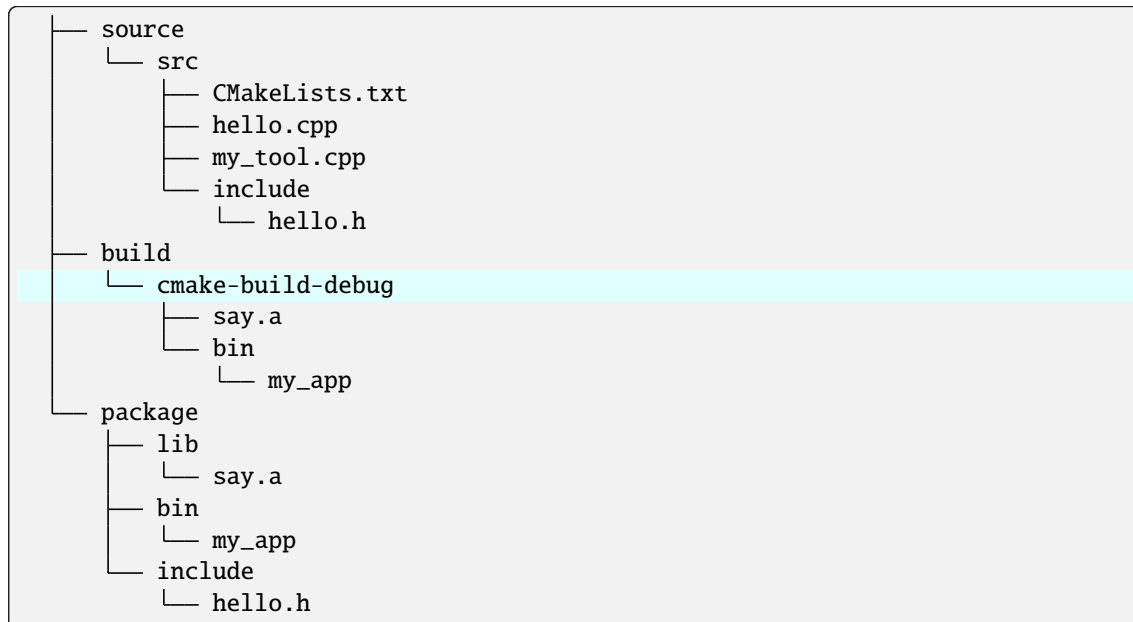 ├── source
│   └── src
│       ├── CMakeLists.txt
│       ├── hello.cpp
│       ├── my_tool.cpp
│       └── include
│           └── hello.h
├── build
│   └── cmake-build-debug
│       ├── say.a
│       └── bin
│           └── my_app
└── package
    ├── lib
    │   └── say.a
    ├── bin
    │   └── my_app
    └── include
        └── hello.h